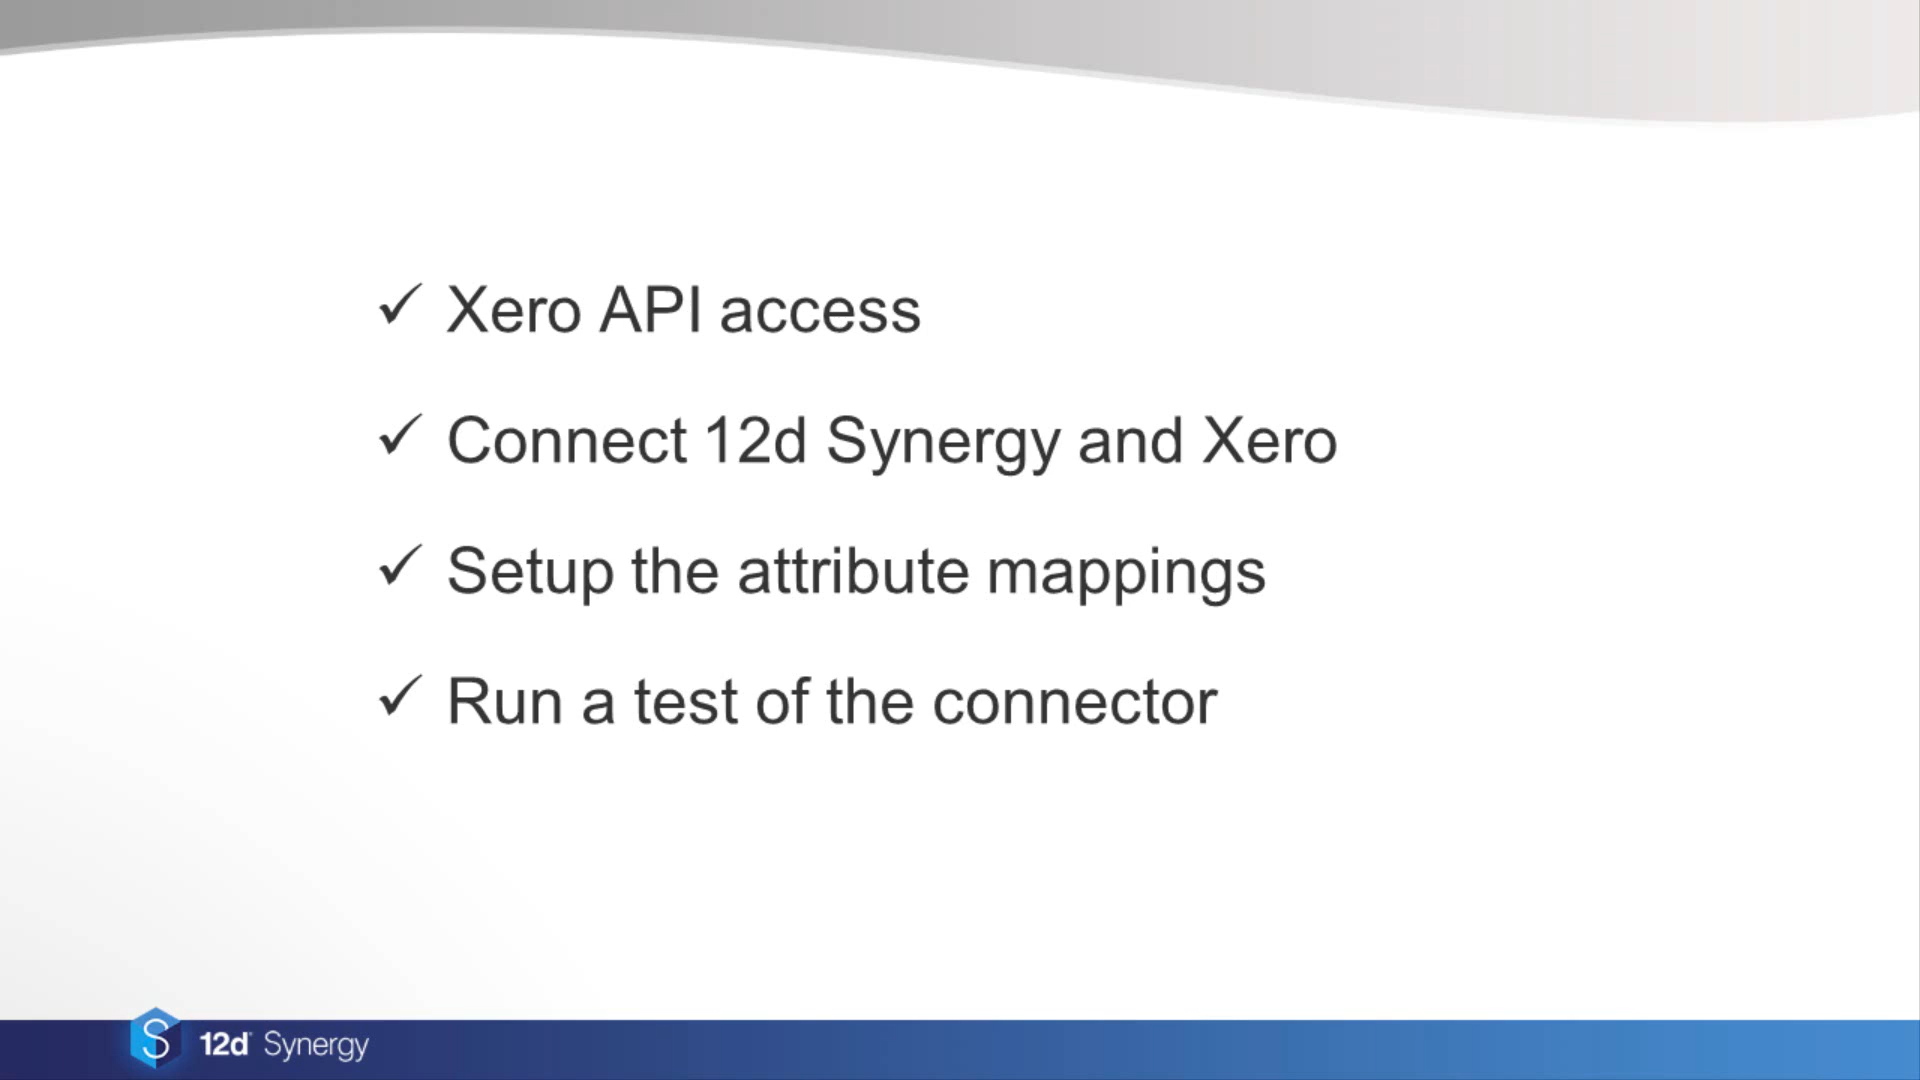 Xero API access
Connect 12d Synergy and Xero
Setup the attribute mappings
Run a test of the connector
12d Synergy